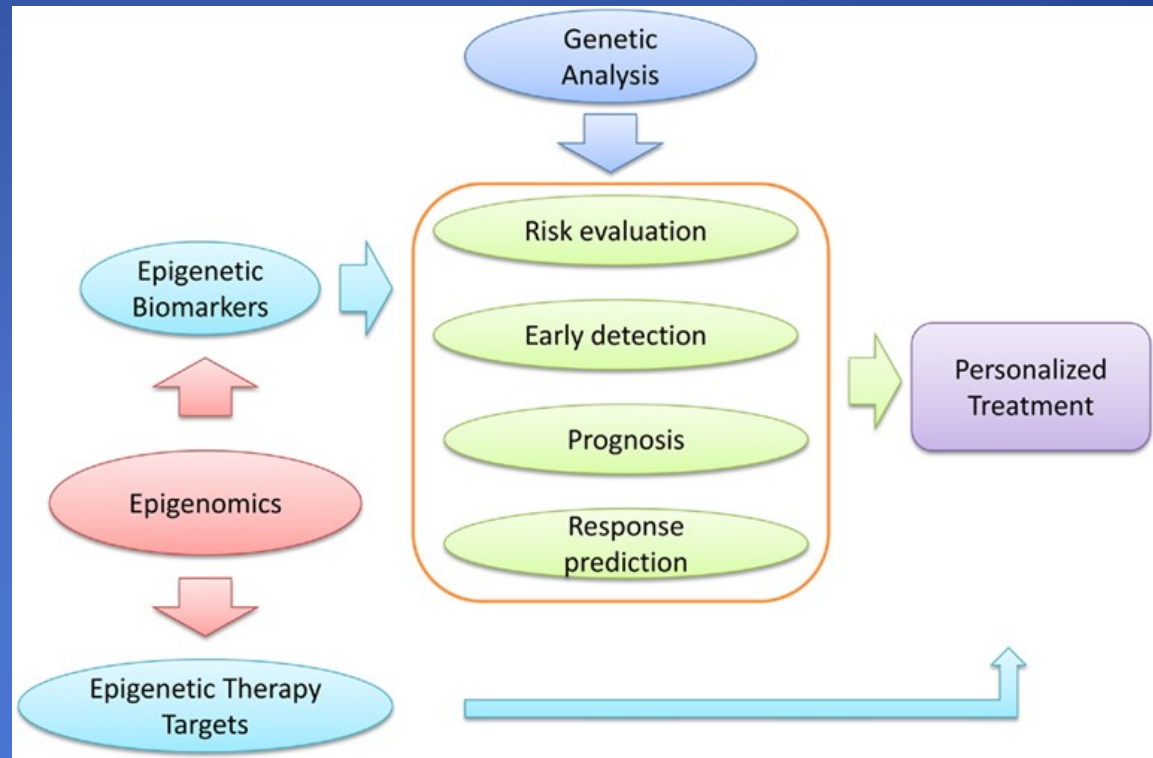 Genetic
Analysis
Risk evaluation
Epigenetic
Biomarkers
Early detection
Personalized
Treatment
Prognosis
Epigenomics
Response
prediction
Epigenetic Therapy
Targets